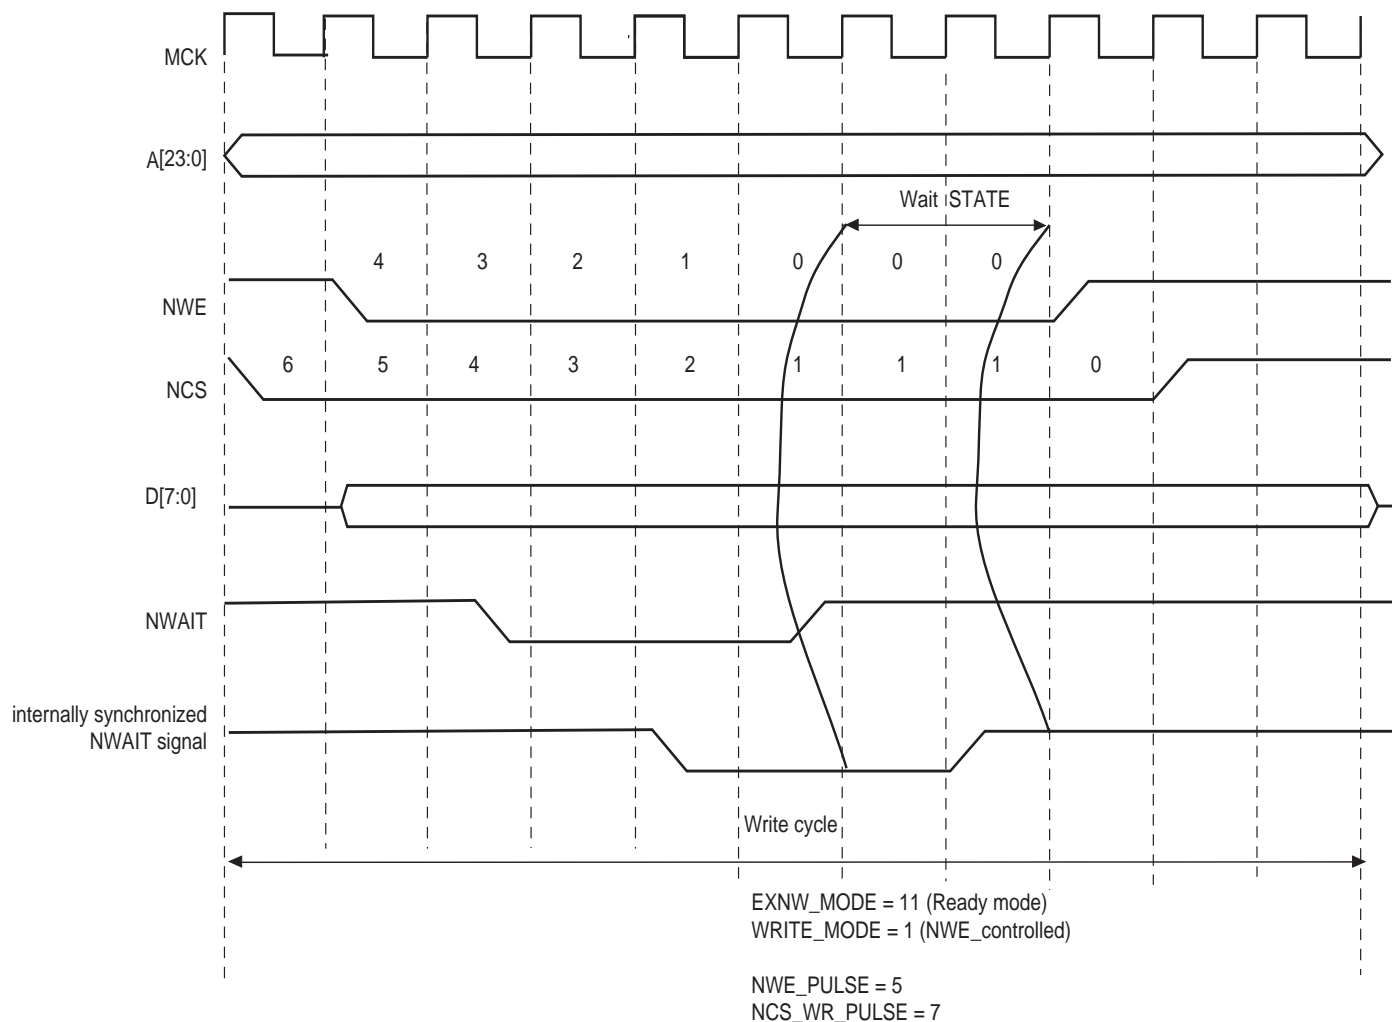 MCK
A[23:0]
Wait STATE
4 3 2 1 0 0 0
NWE
6 5 4 3 2 1 1 1 0
NCS
D[7:0]
NWAIT
internally synchronized
NWAIT signal
Write cycle
EXNW_MODE = 11 (Ready mode)
WRITE_MODE = 1 (NWE_controlled)
NWE_PULSE = 5
NCS_WR_PULSE = 7